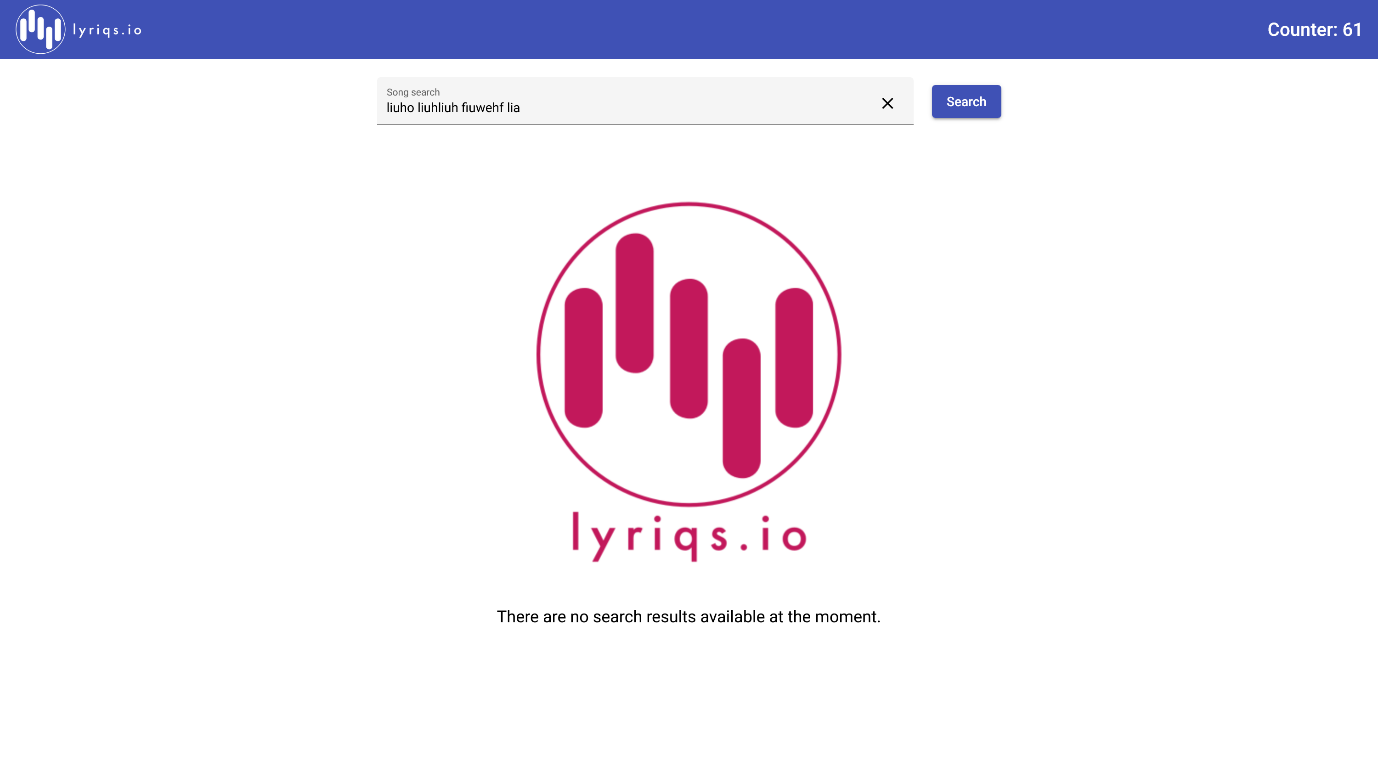 lyriqs.io
Counter: 61
Song search
liuho liuhliuh fiuwehf lia
Search
lyriqs.io
There are no search results available at the moment.